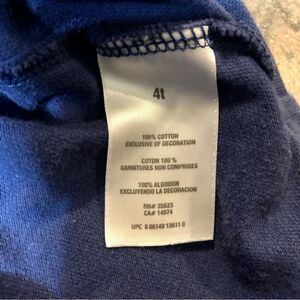 4t
100% COTTON
EXCLUSIVE OF DECORATION
COTON 100 %
GARNITURES NON COMPRISES
100% ALGODON
EXCLUYENDO LA DECORACION
RN# 35623
CA# 14974
UPC 8 88149 13611 0